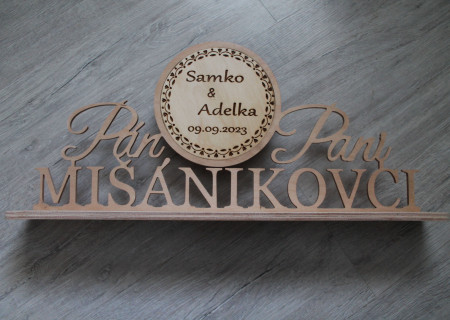 Samko
&
Adelka
09.09.2023
Pán Pani
MIŠÁNIKOVCI